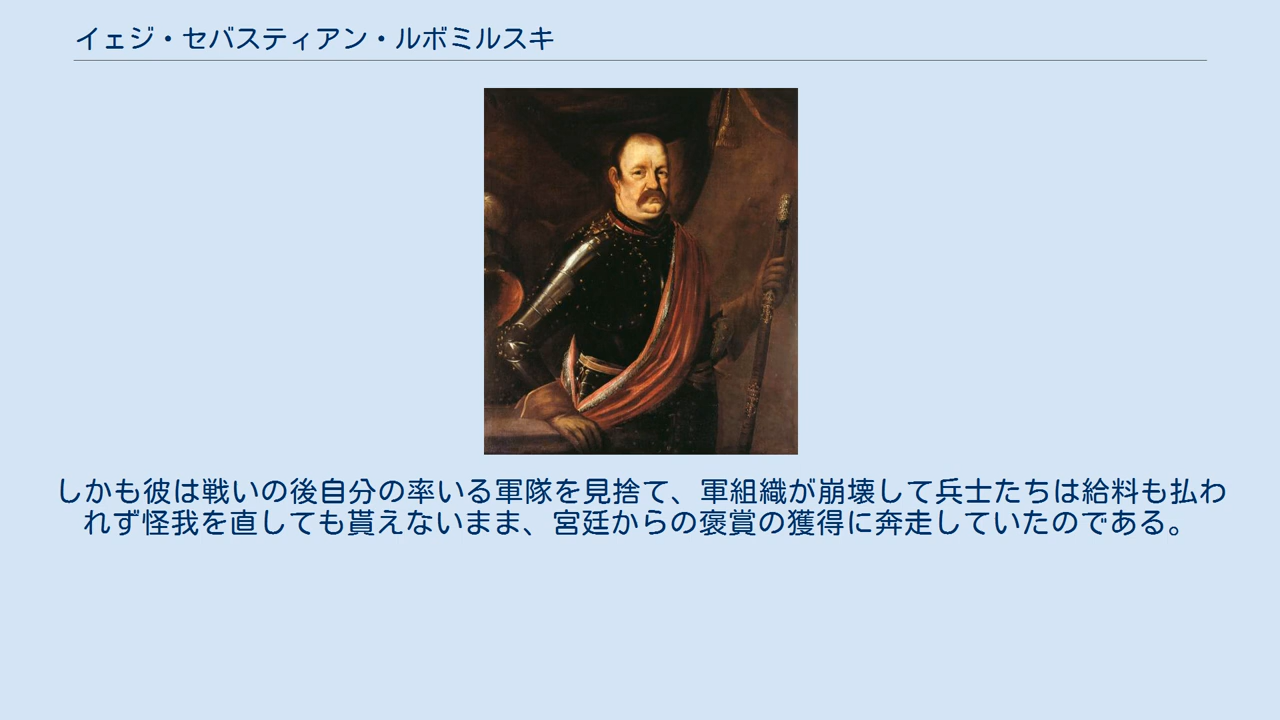 イェジ・セバスティアン・ルボミルスキ
しかも彼は戦いの後自分の率いる軍隊を見捨て、軍組織が崩壊して兵士たちは給料も払わ
れず怪我を直しても貰えないまま、宮廷からの褒賞の獲得に奔走していたのである。